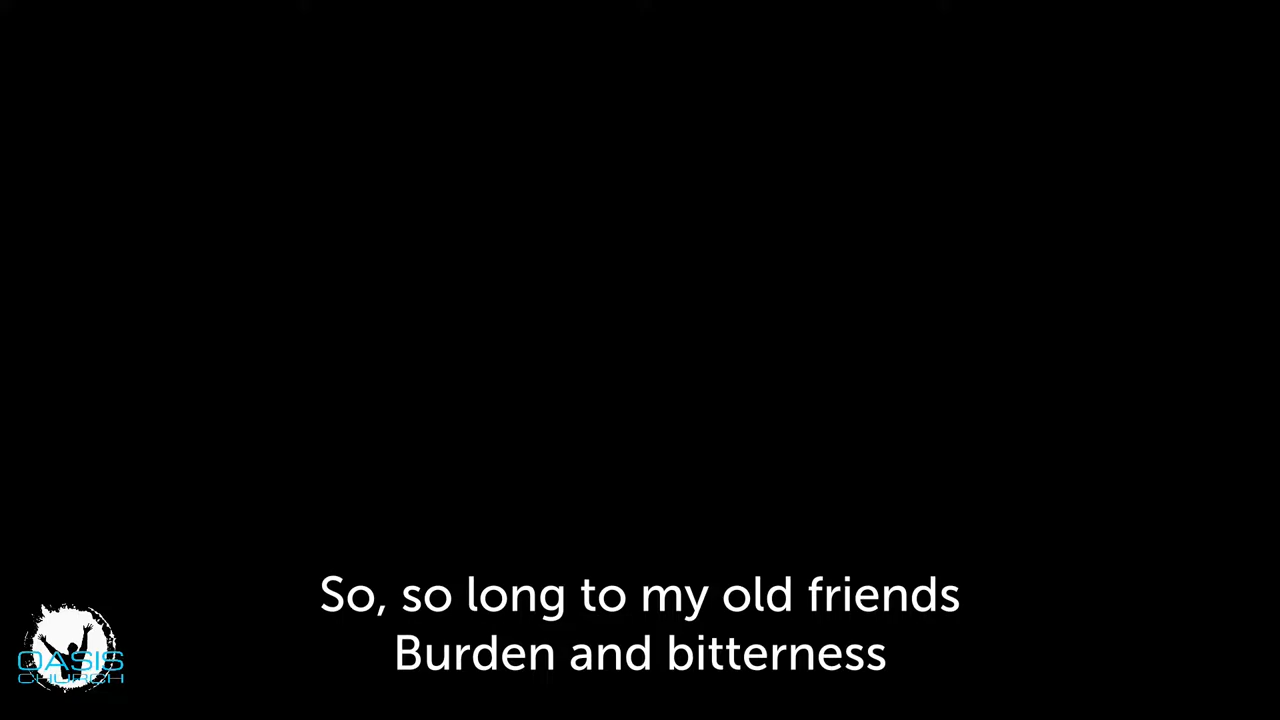 So, so long to my old friends
Burden and bitterness
OASIS
CHURCH